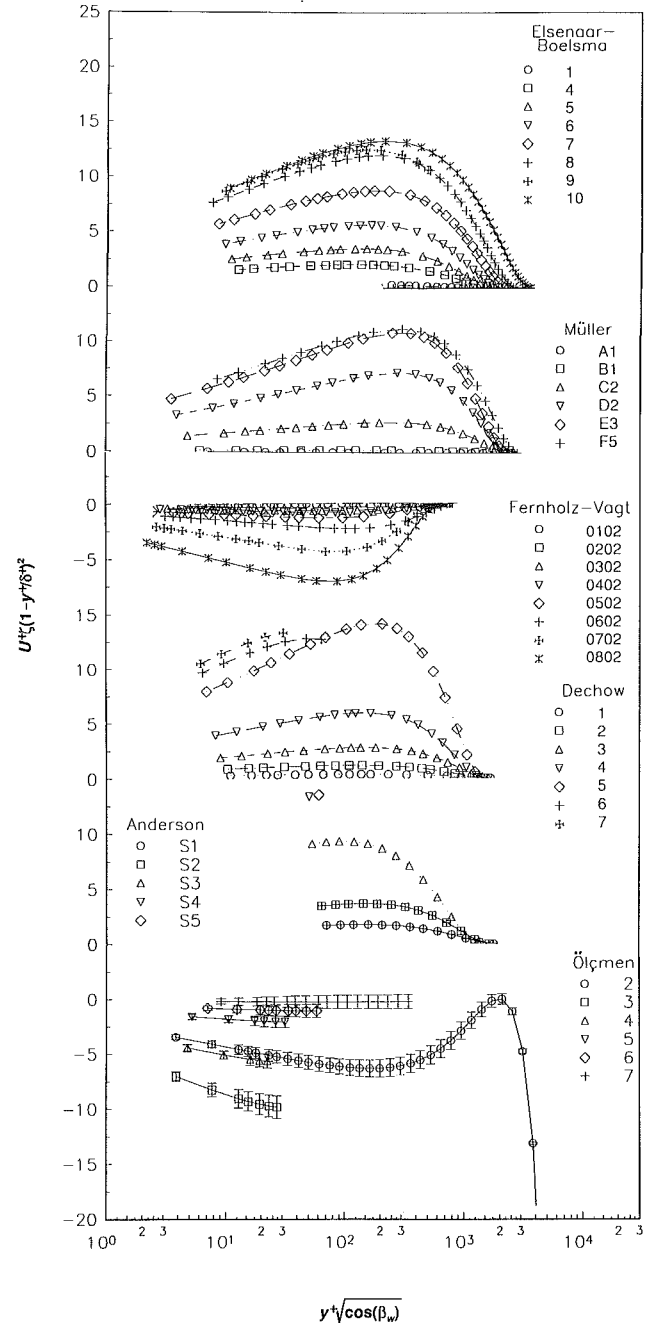 25
20
15
10
5
0
Elsenaar-
Boelsma
1
4
5
6
7
8
9
10
10
5
0
Müller
A1
B1
C2
D2
E3
F5
0
-5
Fernholz-Vagt
0102
0202
0302
0402
0502
0602
0702
0802
15
10
5
0
Dechow
1
2
3
4
5
6
7
10
5
0
Anderson
S1
S2
S3
S4
S5
0
-5
-10
-15
-20
Ölçmen
2
3
4
5
6
7
10⁰ 2 3 10¹ 2 3 10² 2 3 10³ 2 3 10⁴ 2 3
U⁺ζ(1-y⁺/δ⁺)²
y⁺√cos(βw)